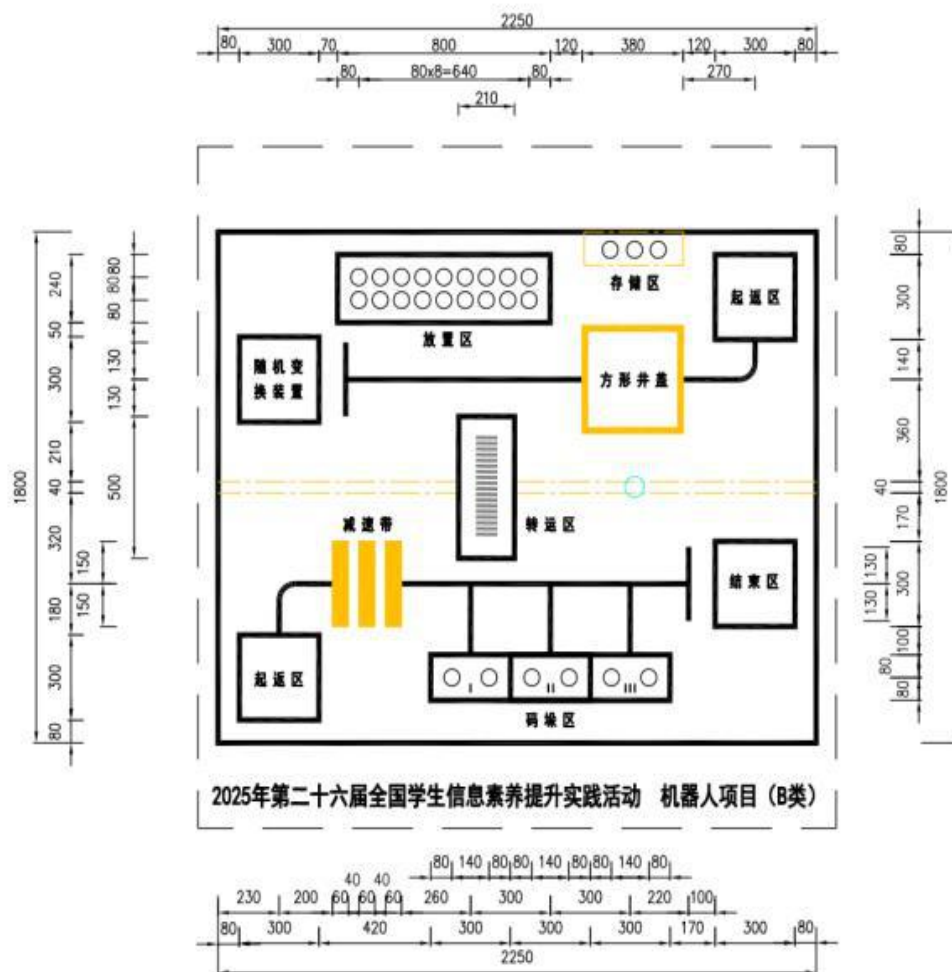 2250
80 300 70 800 120 380 120 300 80
80 80x8=640 80 270
210
存储区
起返区
放置区
随机变
换装置
方形井盖
转运区
减速带
结束区
起返区
I II III
码垛区
240 50 300 210 40 320 180 300 80
1800
80 80 80 130 130 500
150 150
80 300 140 360 40 170 300 100 80 80
130 130
1800
2025年第二十六届全国学生信息素养提升实践活动 机器人项目（B类）
80 140 80 80 140 80 80 140 80
40 40
230 200 60 60 60 260 300 300 220 100
80 300 420 300 300 300 170 300 80
2250